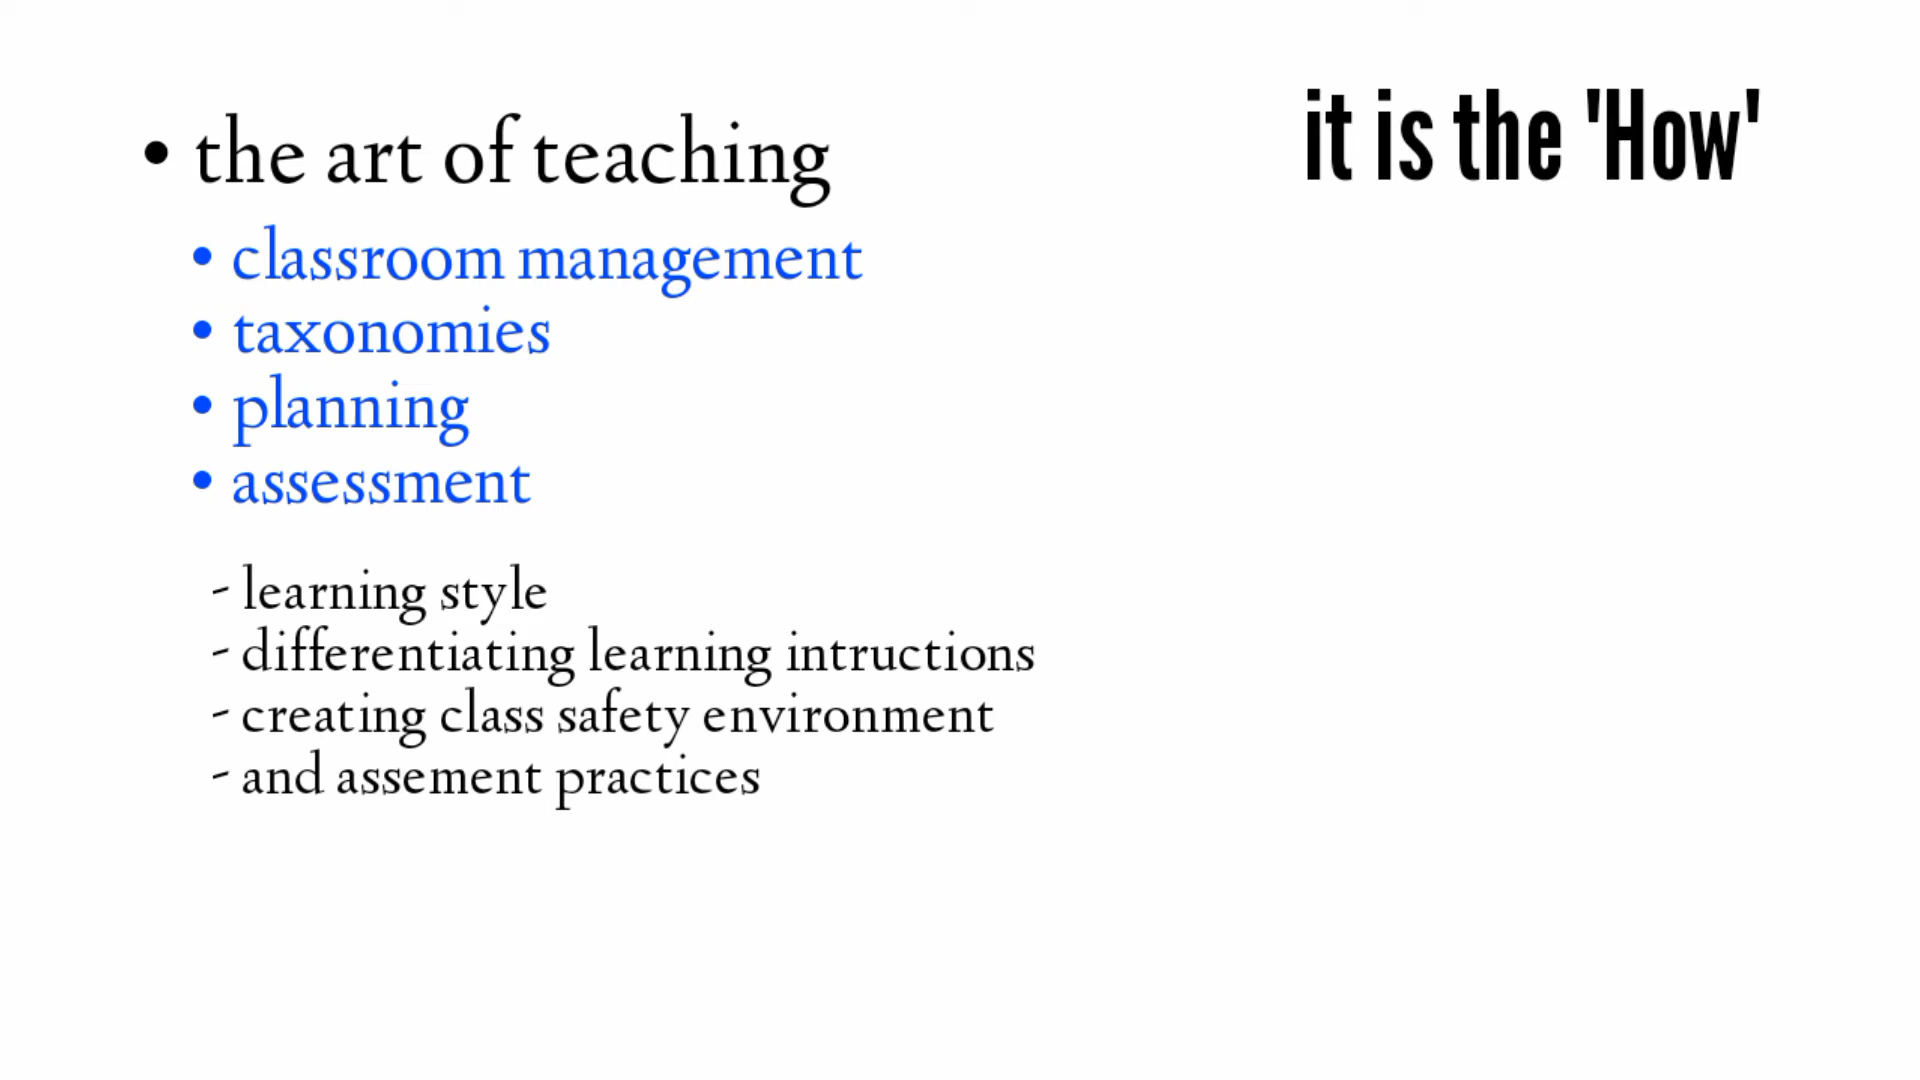 it is the 'How'
• the art of teaching
• classroom management
• taxonomies
• planning
• assessment
- learning style
- differentiating learning intructions
- creating class safety environment
- and assement practices